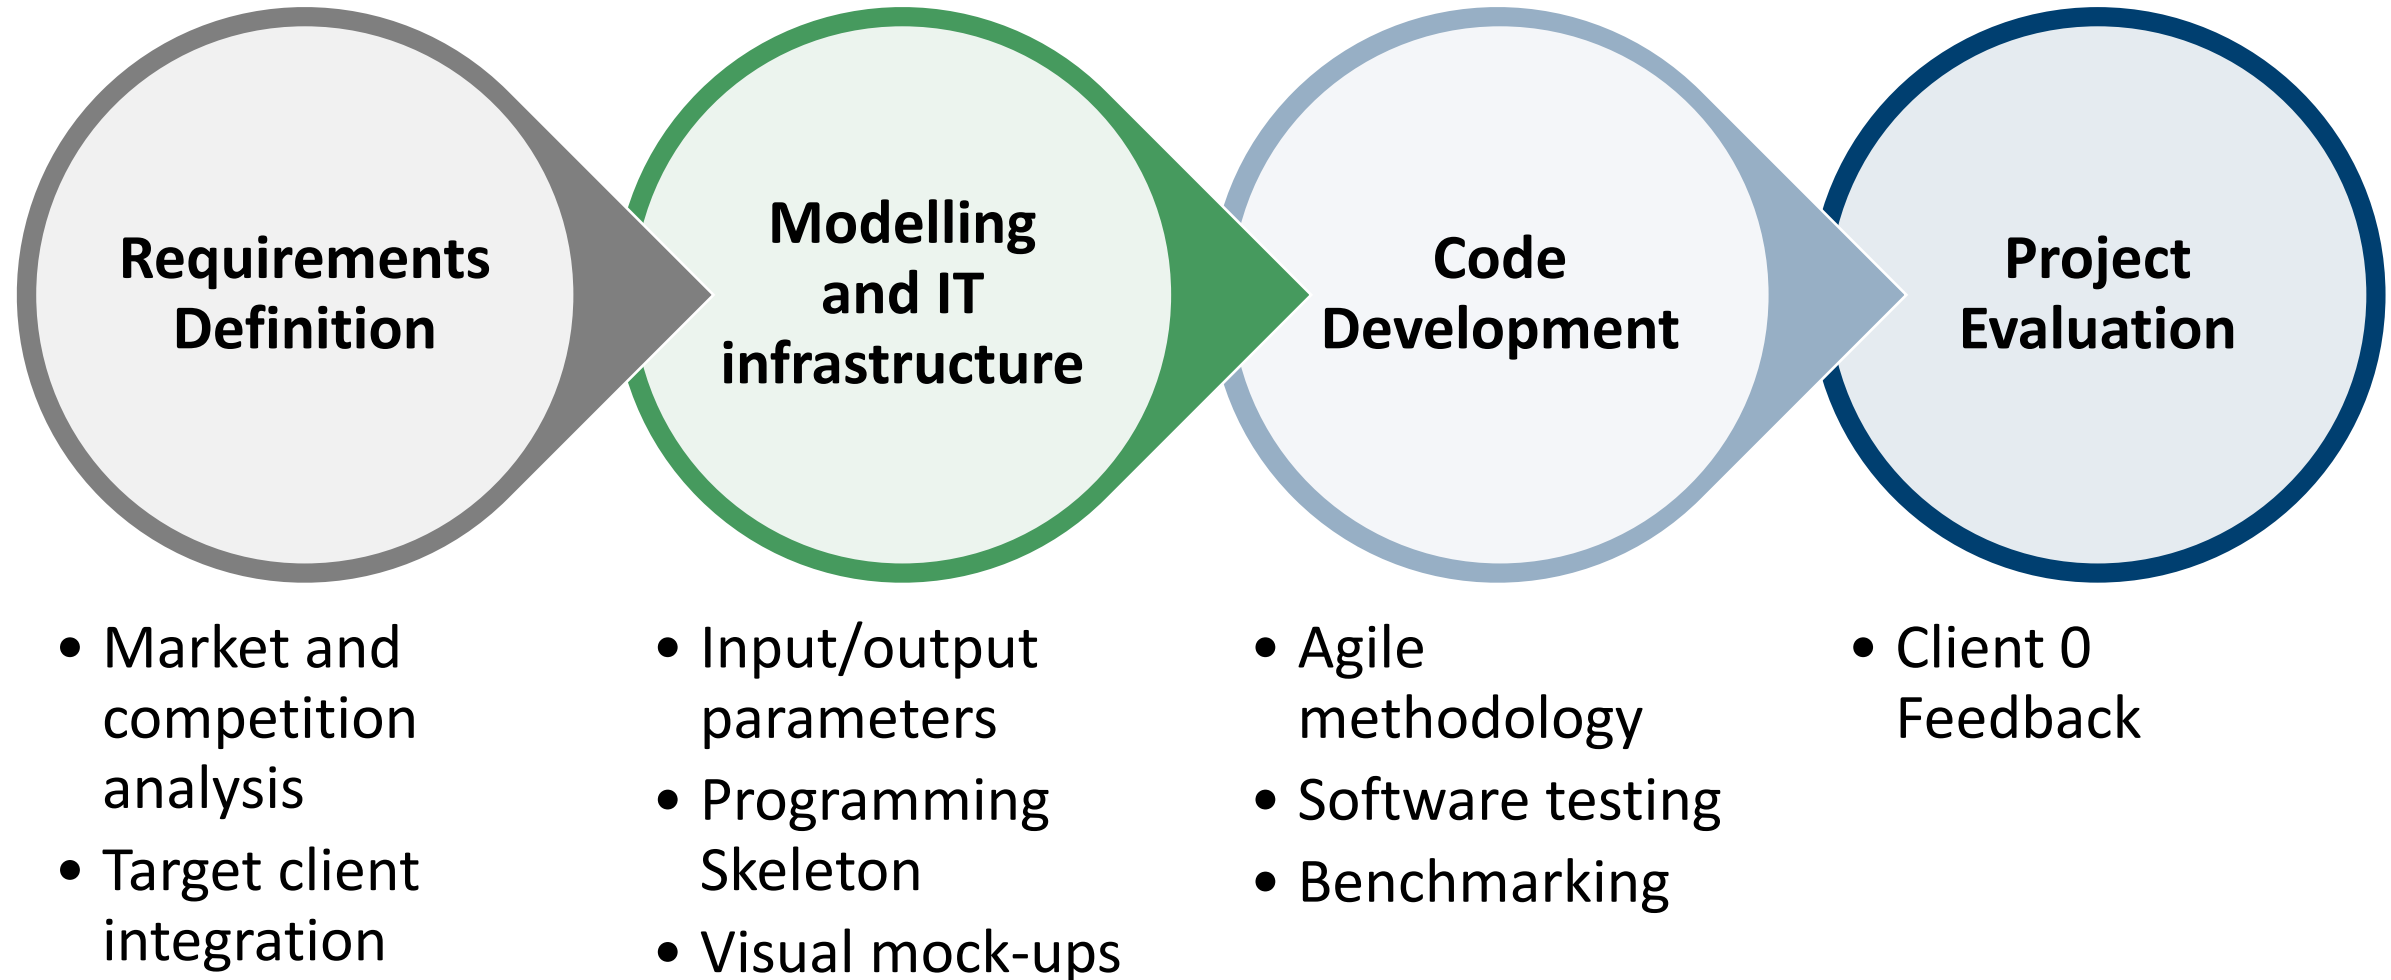 Requirements
Definition
Modelling
and IT
infrastructure
Code
Development
Project
Evaluation
• Market and
competition
analysis
• Target client
integration
• Input/output
parameters
• Programming
Skeleton
• Visual mock-ups
• Agile
methodology
• Software testing
• Benchmarking
• Client 0
Feedback